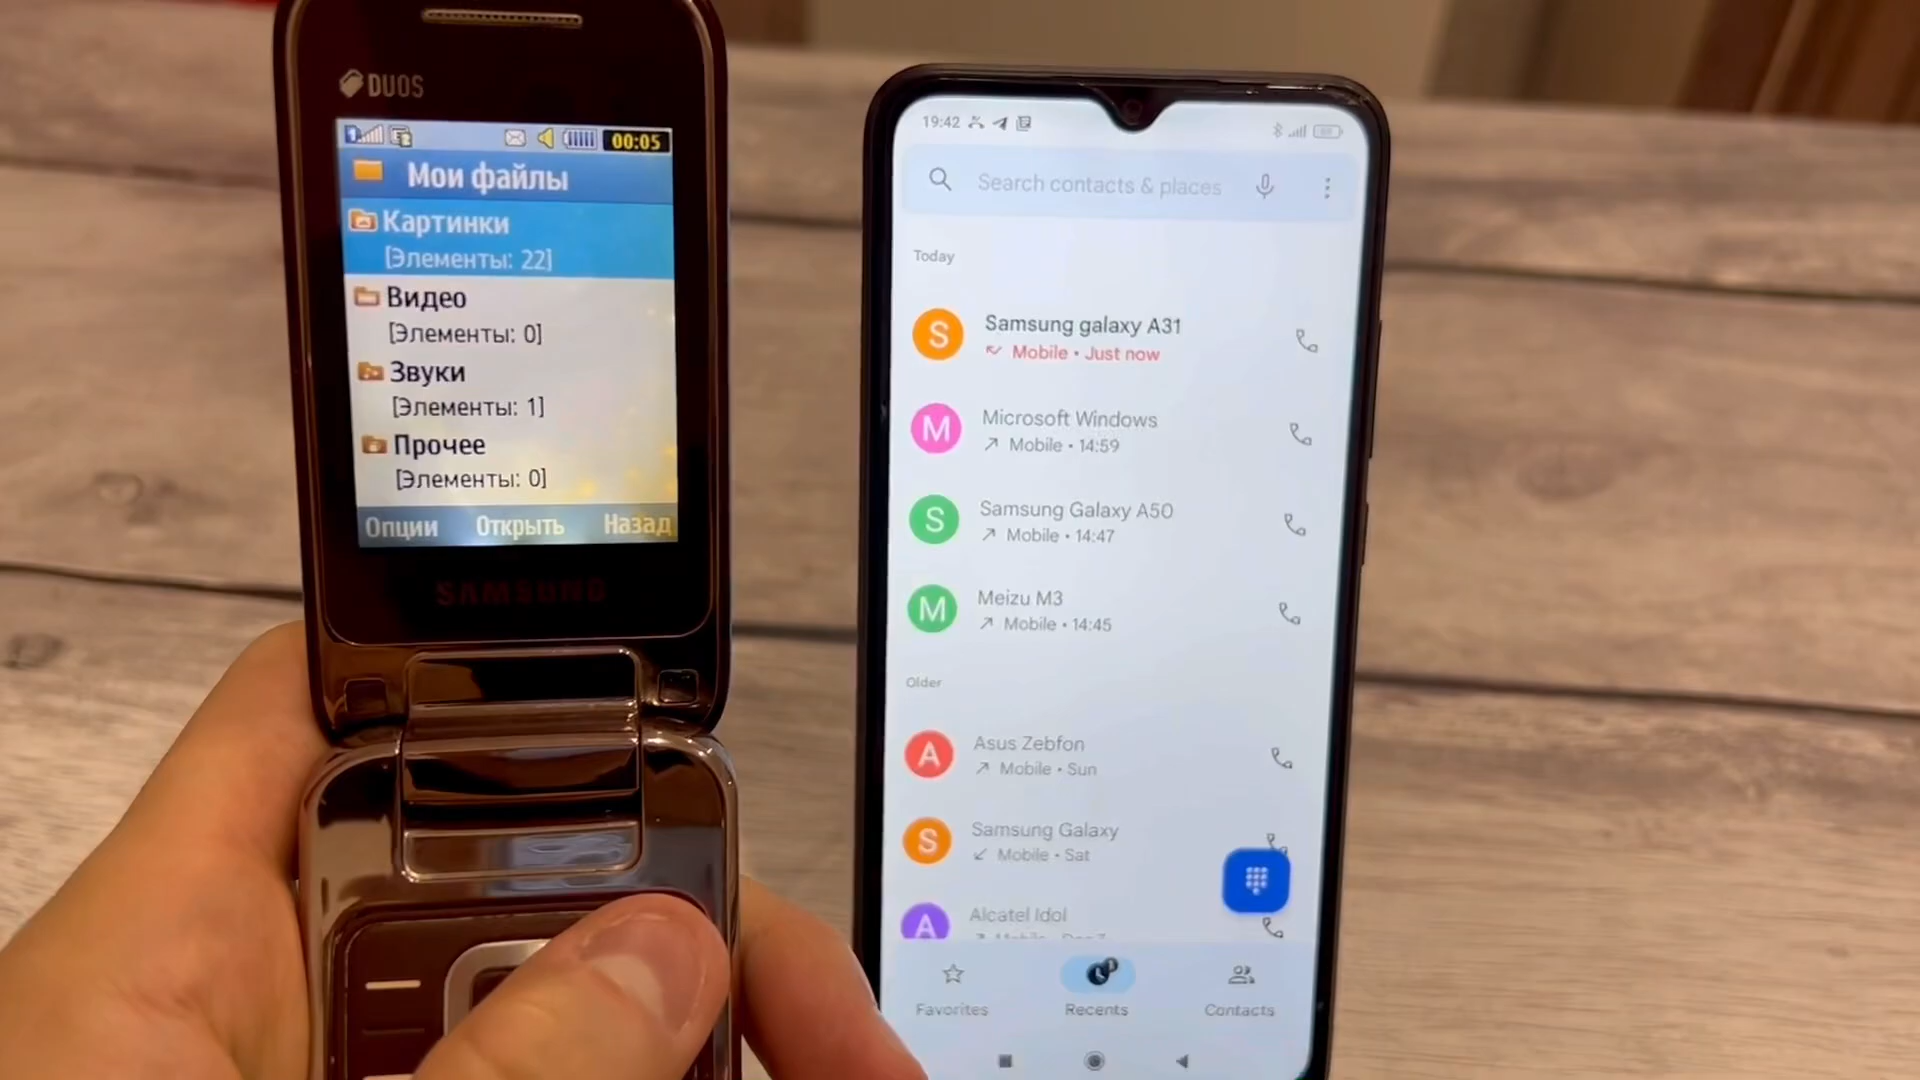 DUOS
1 00:05
Мои файлы
Картинки
[Элементы: 22]
Видео
[Элементы: 0]
Звуки
[Элементы: 1]
Прочее
[Элементы: 0]
Опции Открыть Назад
SAMSUNG
19:42
Search contacts & places
Today
S Samsung galaxy A31
Mobile • Just now
M Microsoft Windows
Mobile • 14:59
S Samsung Galaxy A50
Mobile • 14:47
M Meizu M3
Mobile • 14:45
Older
A Asus Zebfon
Mobile • Sun
S Samsung Galaxy
Mobile • Sat
A Alcatel Idol
Favorites Recents Contacts